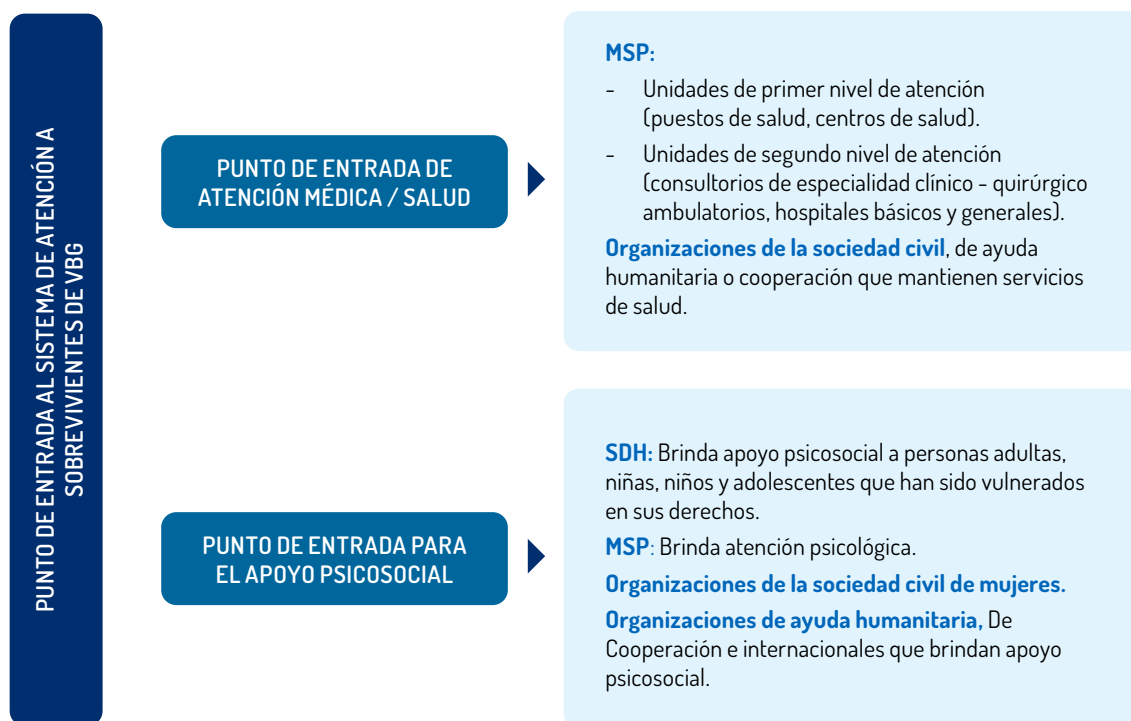 PUNTO DE ENTRADA AL SISTEMA DE ATENCIÓN A
SOBREVIVIENTES DE VBG
PUNTO DE ENTRADA DE
ATENCIÓN MÉDICA / SALUD
MSP:
- Unidades de primer nivel de atención
(puestos de salud, centros de salud).
- Unidades de segundo nivel de atención
(consultorios de especialidad clínico - quirúrgico
ambulatorios, hospitales básicos y generales).
Organizaciones de la sociedad civil, de ayuda
humanitaria o cooperación que mantienen servicios
de salud.
PUNTO DE ENTRADA PARA
EL APOYO PSICOSOCIAL
SDH: Brinda apoyo psicosocial a personas adultas,
niñas, niños y adolescentes que han sido vulnerados
en sus derechos.
MSP: Brinda atención psicológica.
Organizaciones de la sociedad civil de mujeres.
Organizaciones de ayuda humanitaria, De
Cooperación e internacionales que brindan apoyo
psicosocial.